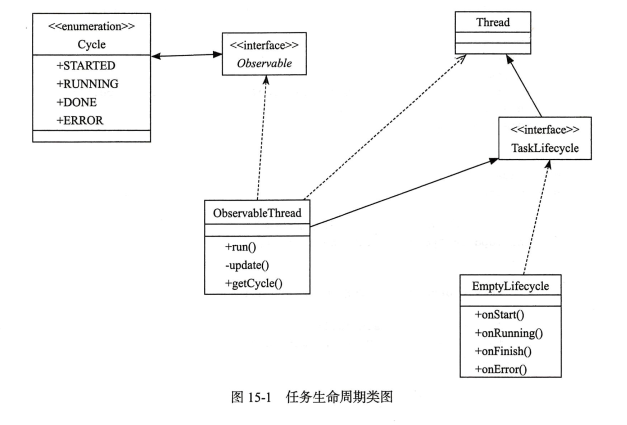 <<enumeration>>
Cycle
+STARTED
+RUNNING
+DONE
+ERROR
<<interface>>
Observable
Thread
<<interface>>
TaskLifecycle
ObservableThread
+run()
-update()
+getCycle()
EmptyLifecycle
+onStart()
+onRunning()
+onFinish()
+onError()
图 15-1 任务生命周期类图